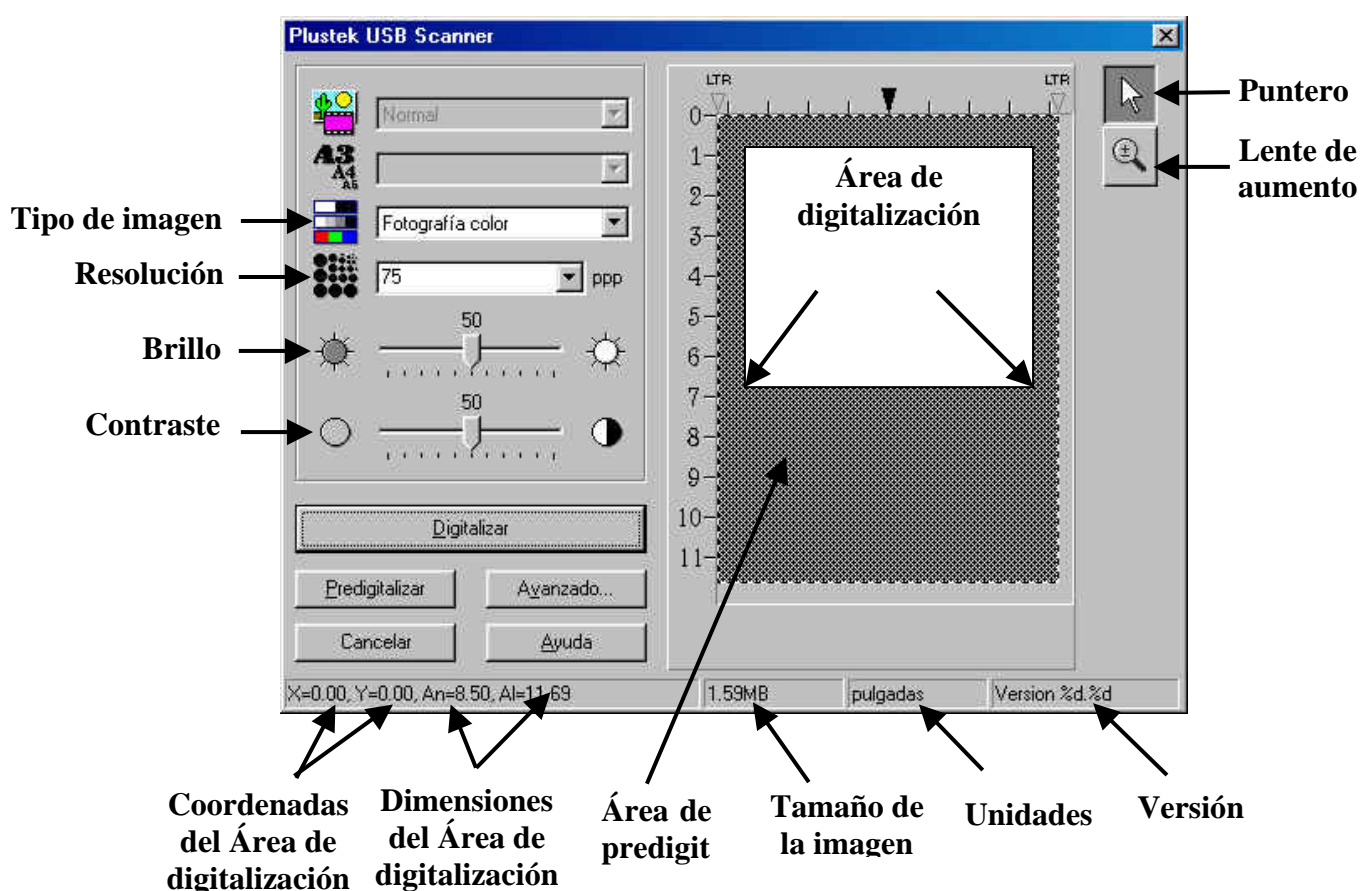 Plustek USB Scanner
Normal
A3
A4
A5
Tipo de imagen
Fotografía color
Resolución
75
ppp
50
Brillo
50
Contraste
Digitalizar
Predigitalizar
Avanzado...
Cancelar
Ayuda
LTR
LTR
0
1
2
3
4
5
6
7
8
9
10
11
Área de
digitalización
Puntero
Lente de
aumento
X=0.00, Y=0.00, An=8.50, Al=11.69
1.59MB
pulgadas
Version %d.%d
Coordenadas
del Área de
digitalización
Dimensiones
del Área de
digitalización
Área de
predigit
Tamaño de
la imagen
Unidades
Versión